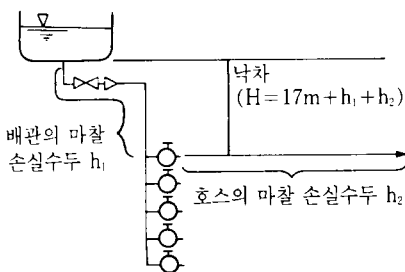 낙차
(H=17m+h₁+h₂)
배관의 마찰
손실수두 h₁
호스의 마찰 손실수두 h₂